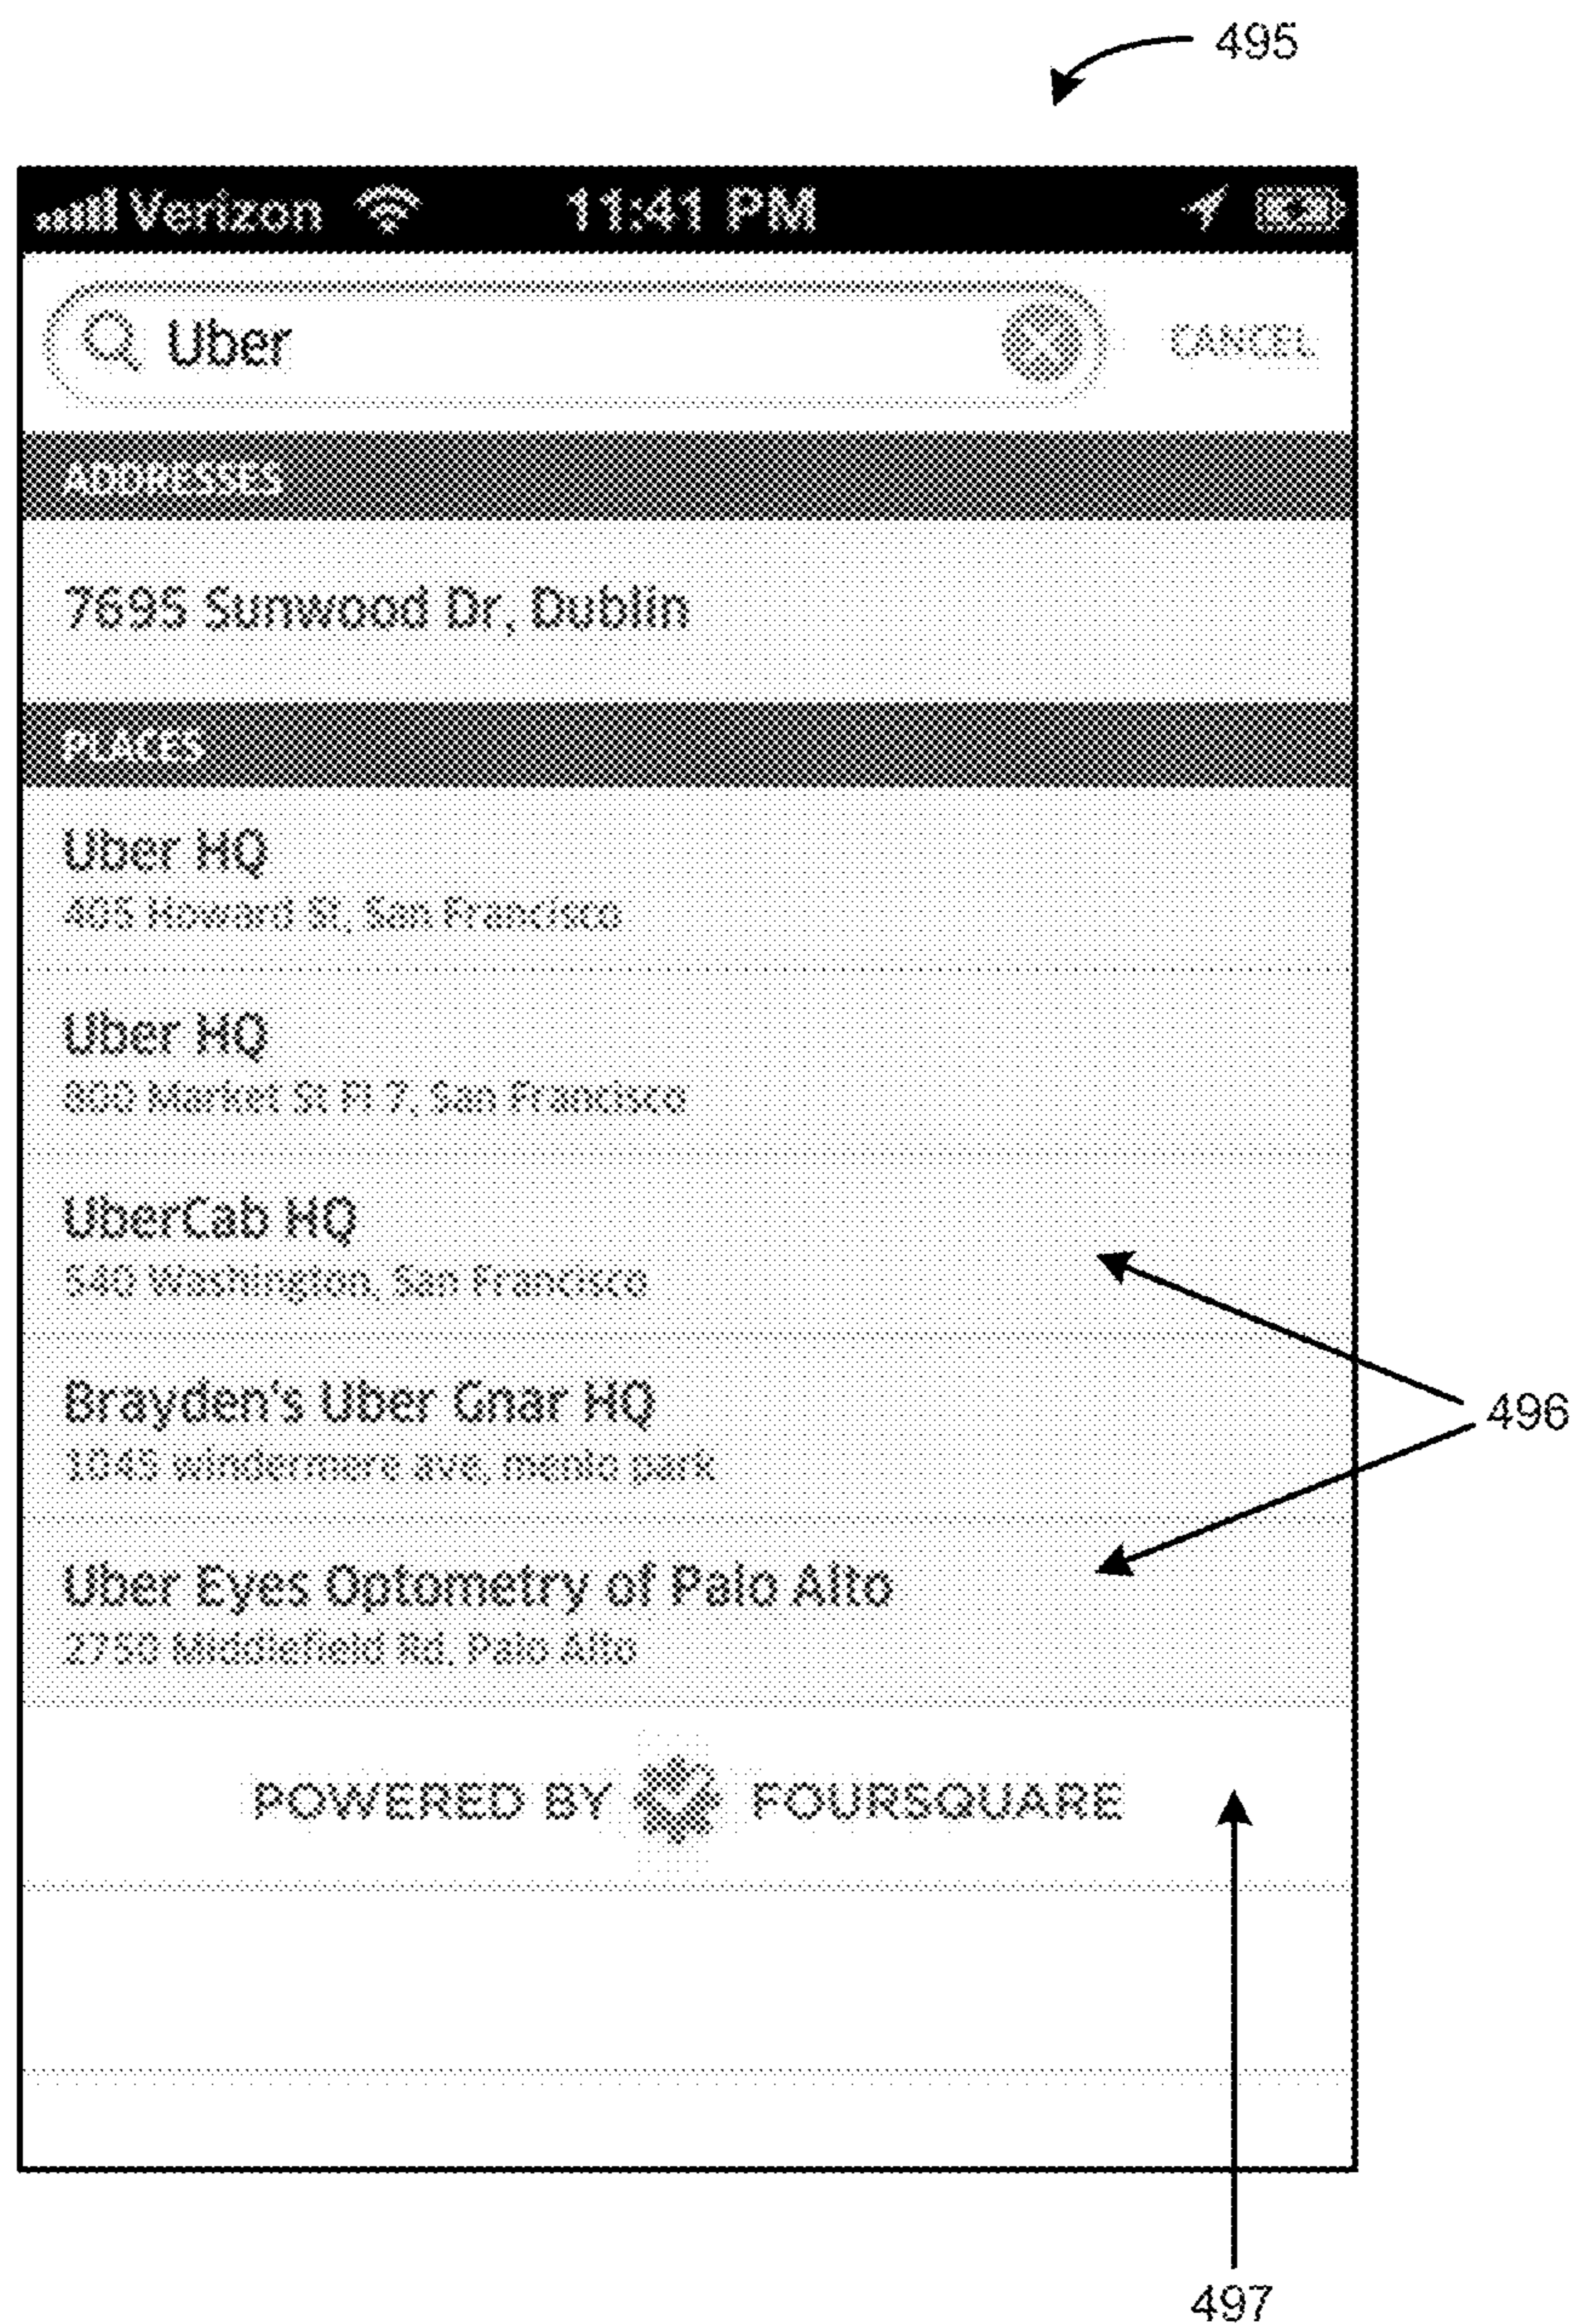 495
Verizon 11:41 PM
Uber CANCEL
ADDRESSES
7695 Sunwood Dr, Dublin
PLACES
Uber HQ
405 Howard St, San Francisco
Uber HQ
800 Market St Fl 7, San Francisco
UberCab HQ
540 Washington, San Francisco
Brayden's Uber Gnar HQ
496
windermere ave, menlo park
Uber Eyes Optometry of Palo Alto
2750 Middlefield Rd, Palo Alto
POWERED BY FOURSQUARE
497